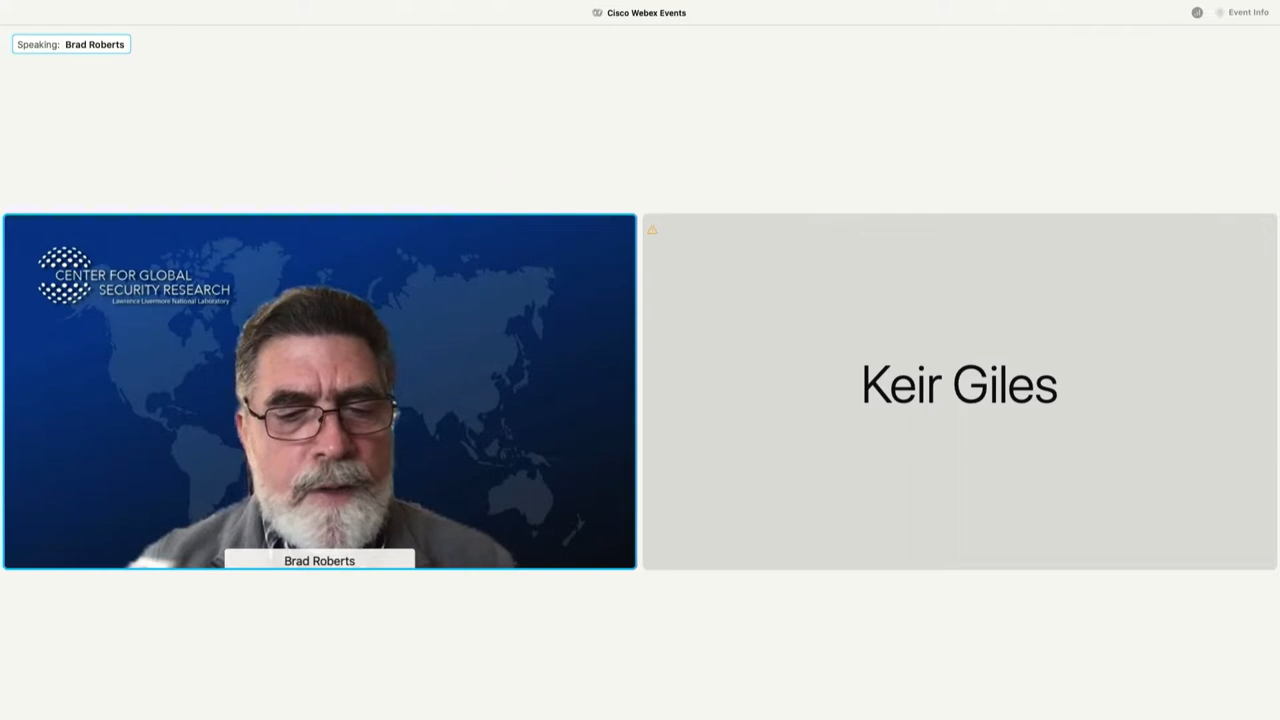 Cisco Webex Events
Event Info
Speaking: Brad Roberts
CENTER FOR GLOBAL
SECURITY RESEARCH
Lawrence Livermore National Laboratory
Brad Roberts
Keir Giles